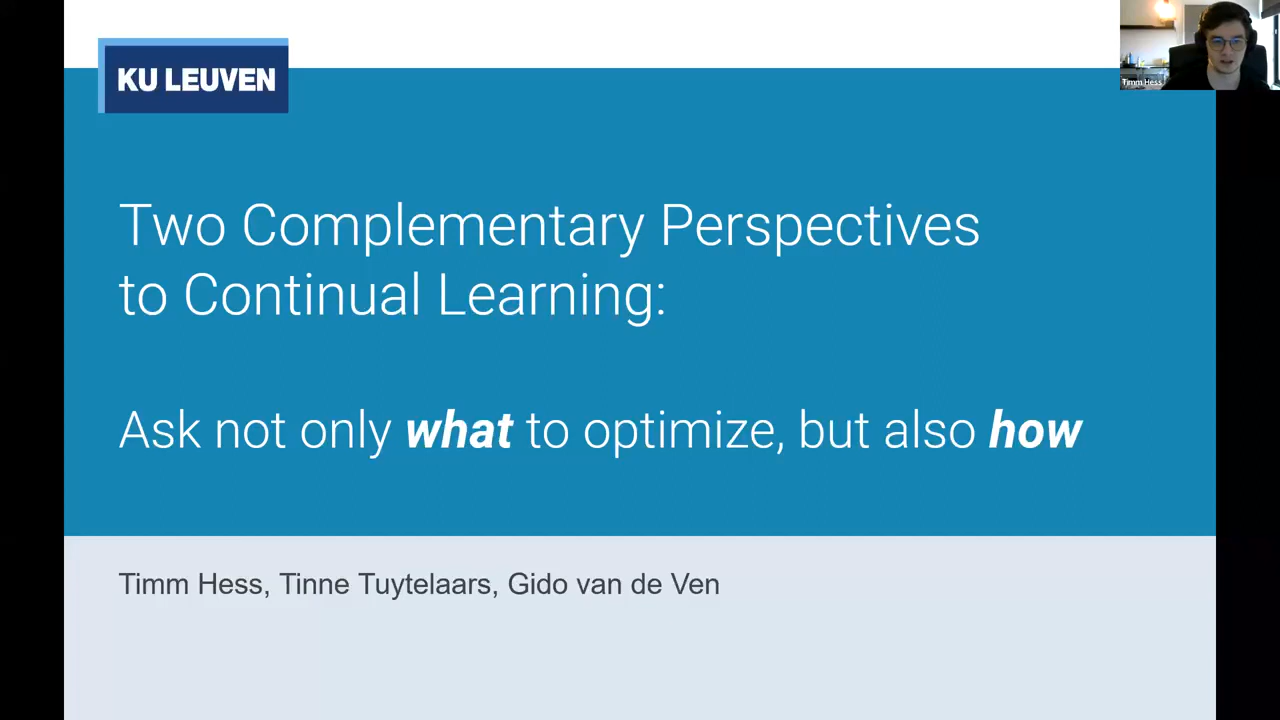 KU LEUVEN
Timm Hess
Two Complementary Perspectives
to Continual Learning:
Ask not only what to optimize, but also how
Timm Hess, Tinne Tuytelaars, Gido van de Ven